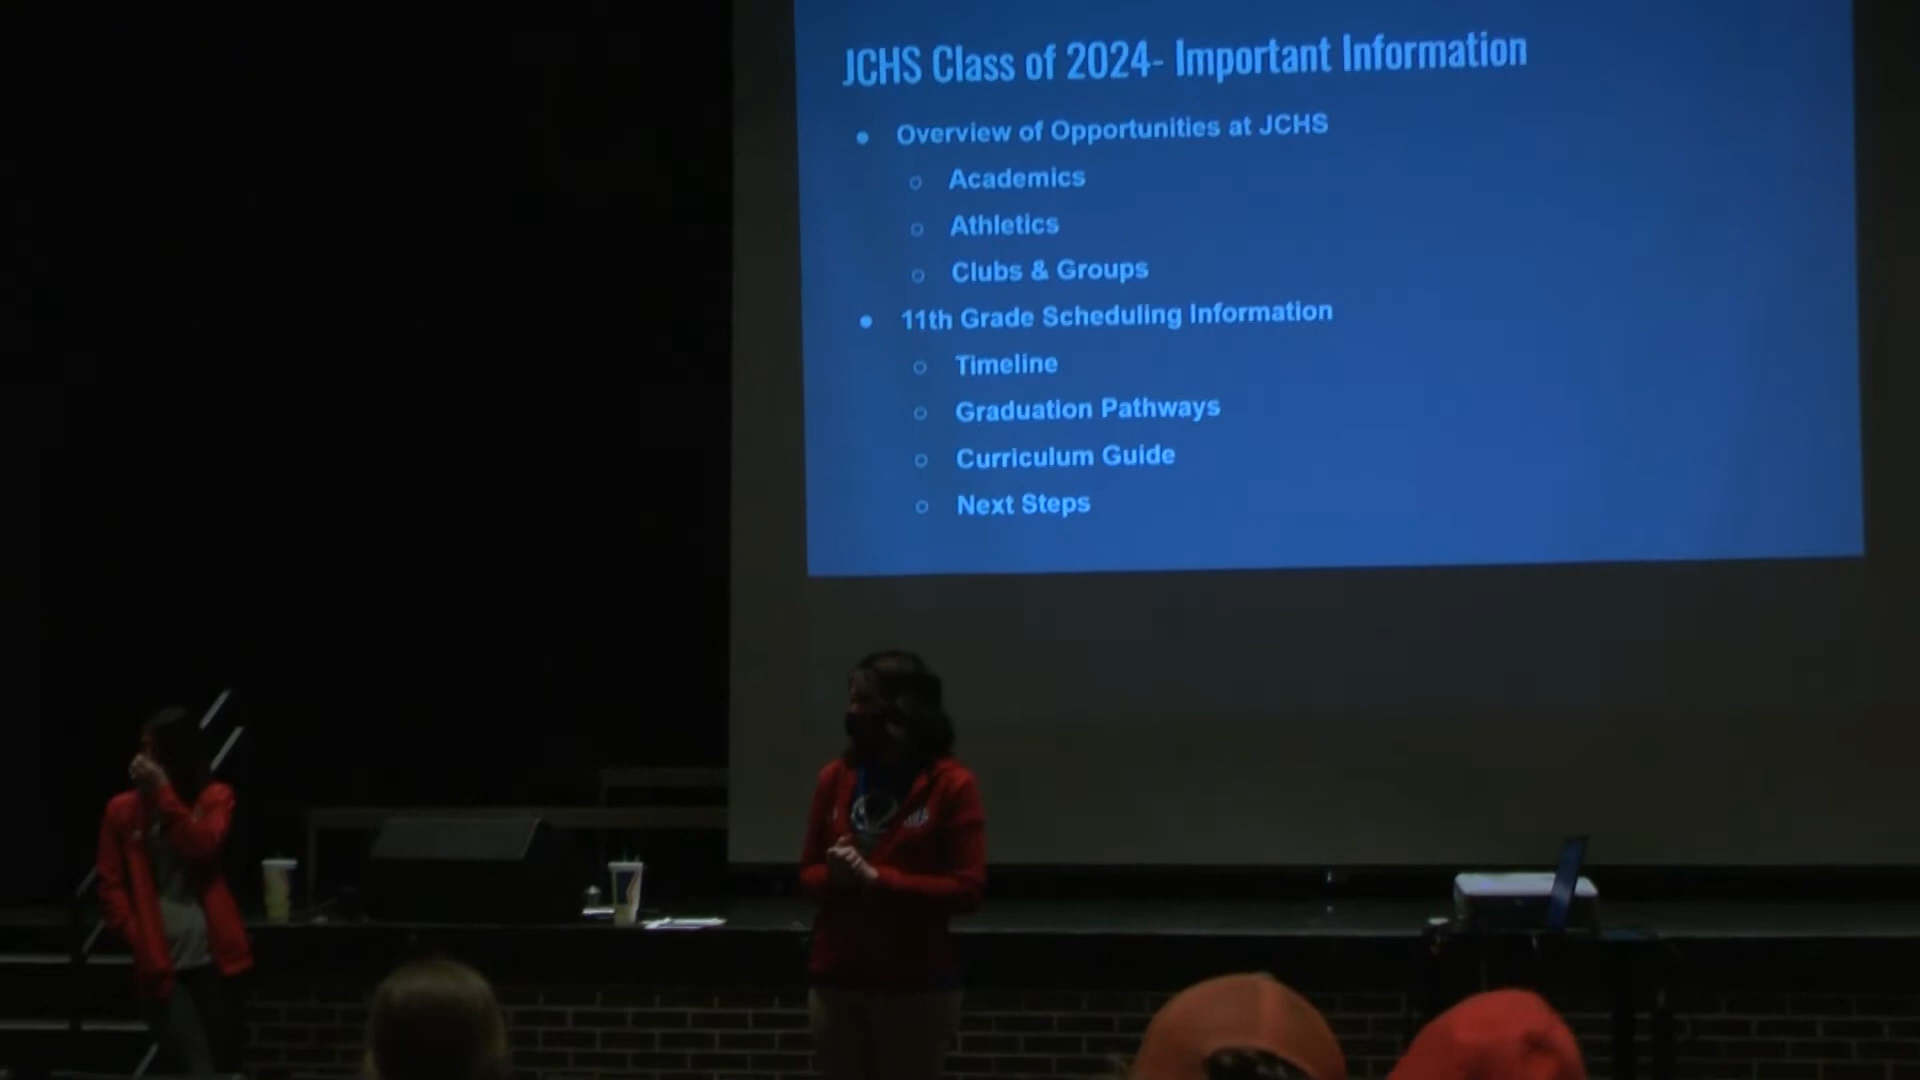 JCHS Class of 2024- Important Information
Overview of Opportunities at JCHS
Academics
Athletics
Clubs & Groups
11th Grade Scheduling Information
Timeline
Graduation Pathways
Curriculum Guide
Next Steps